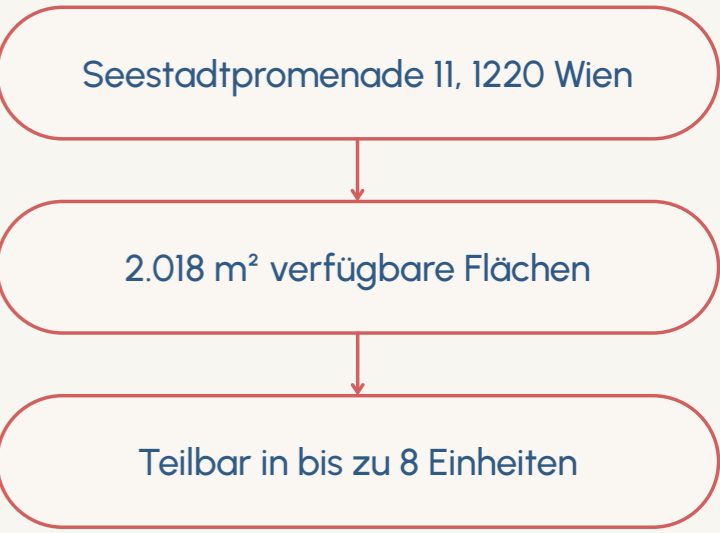 Seestadtpromenade 11, 1220 Wien
2.018 m² verfügbare Flächen
Teilbar in bis zu 8 Einheiten